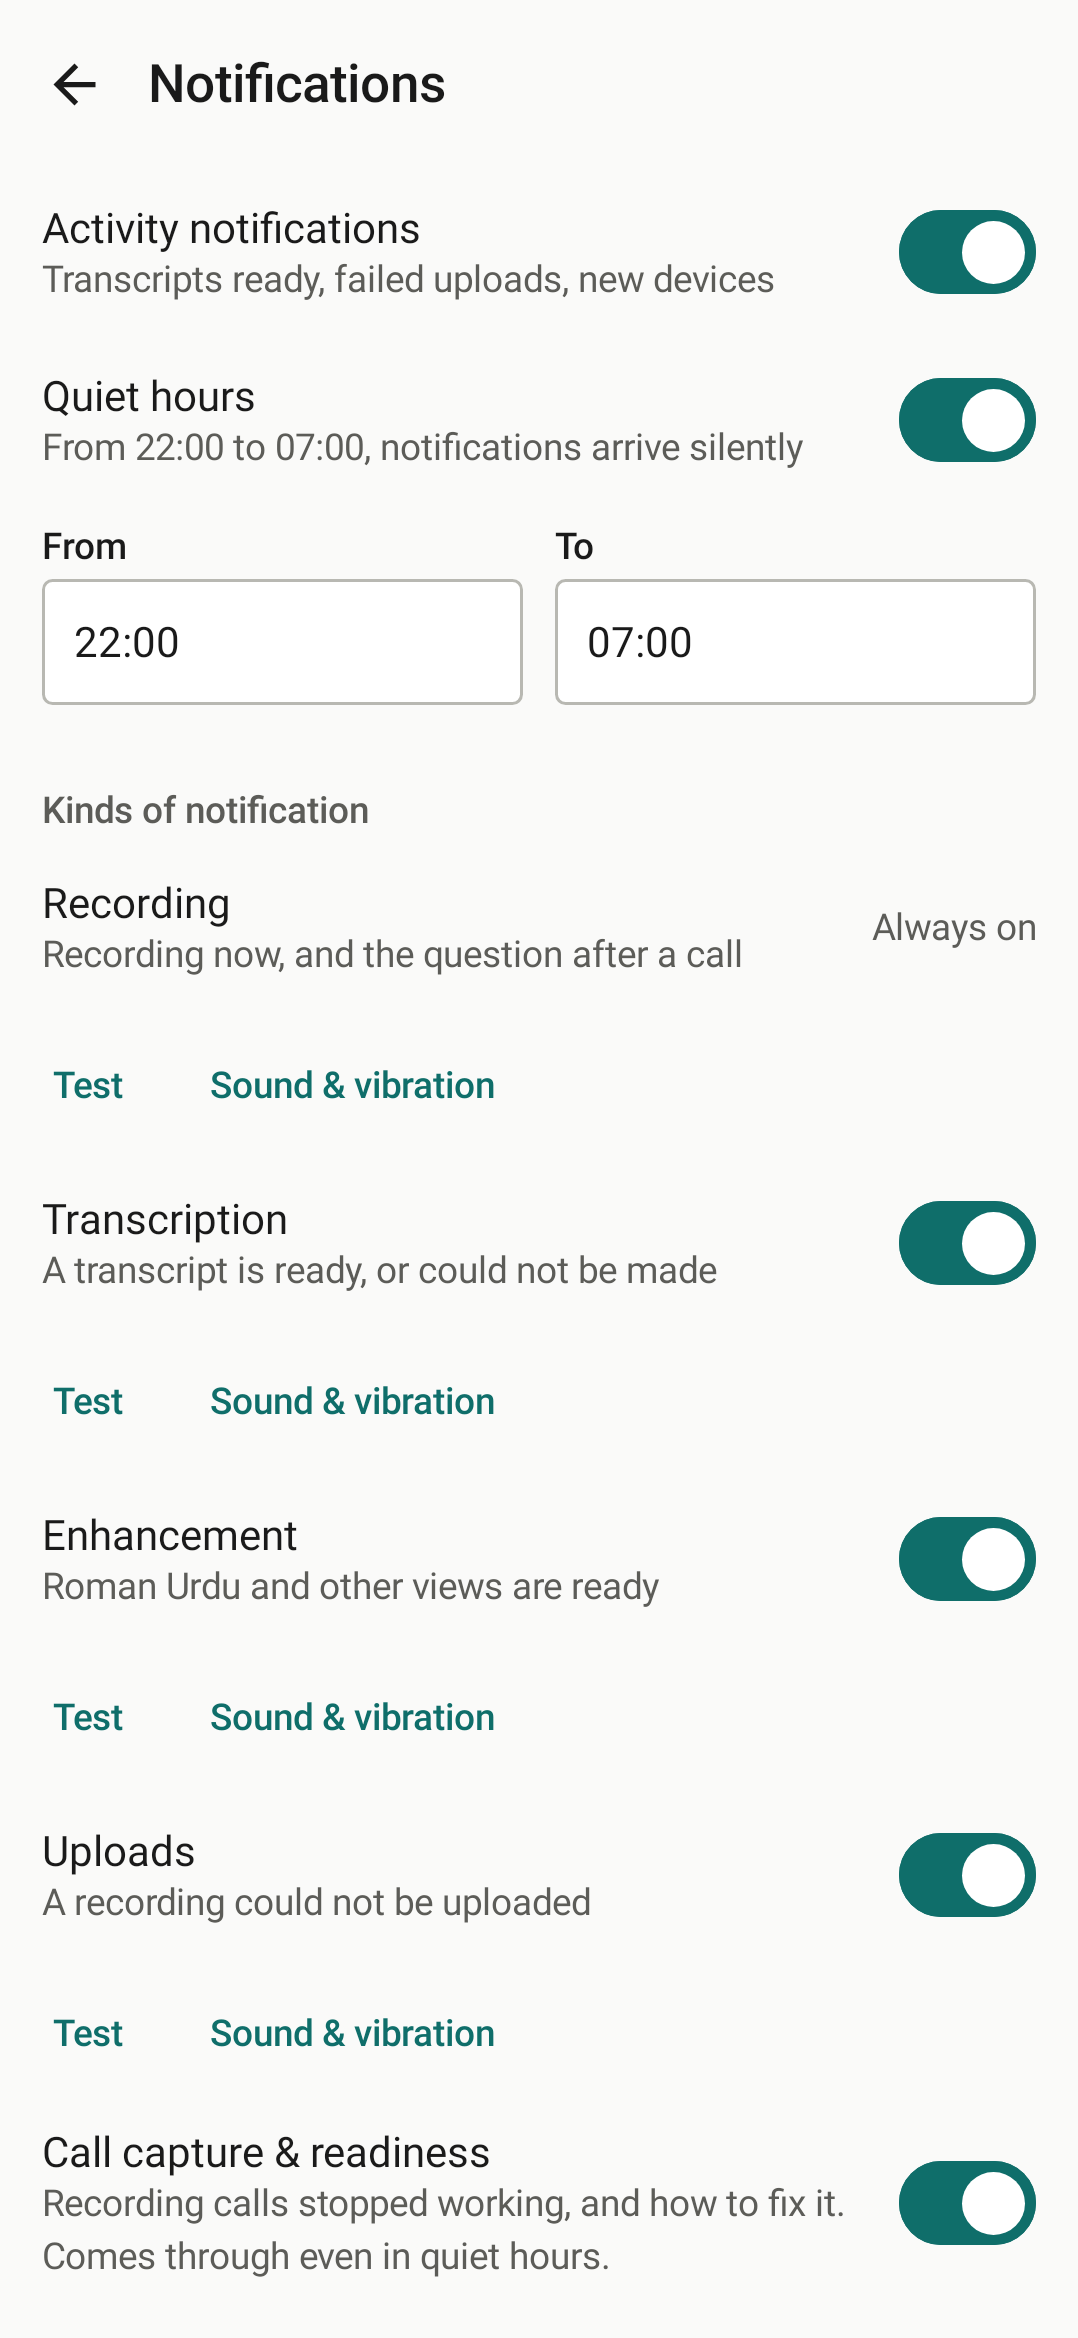 Notifications
Activity notifications
Transcripts ready, failed uploads, new devices
Quiet hours
From 22:00 to 07:00, notifications arrive silently
From
To
22:00
07:00
Kinds of notification
Recording
Recording now, and the question after a call
Always on
Test
Sound & vibration
Transcription
A transcript is ready, or could not be made
Test
Sound & vibration
Enhancement
Roman Urdu and other views are ready
Test
Sound & vibration
Uploads
A recording could not be uploaded
Test
Sound & vibration
Call capture & readiness
Recording calls stopped working, and how to fix it.
Comes through even in quiet hours.